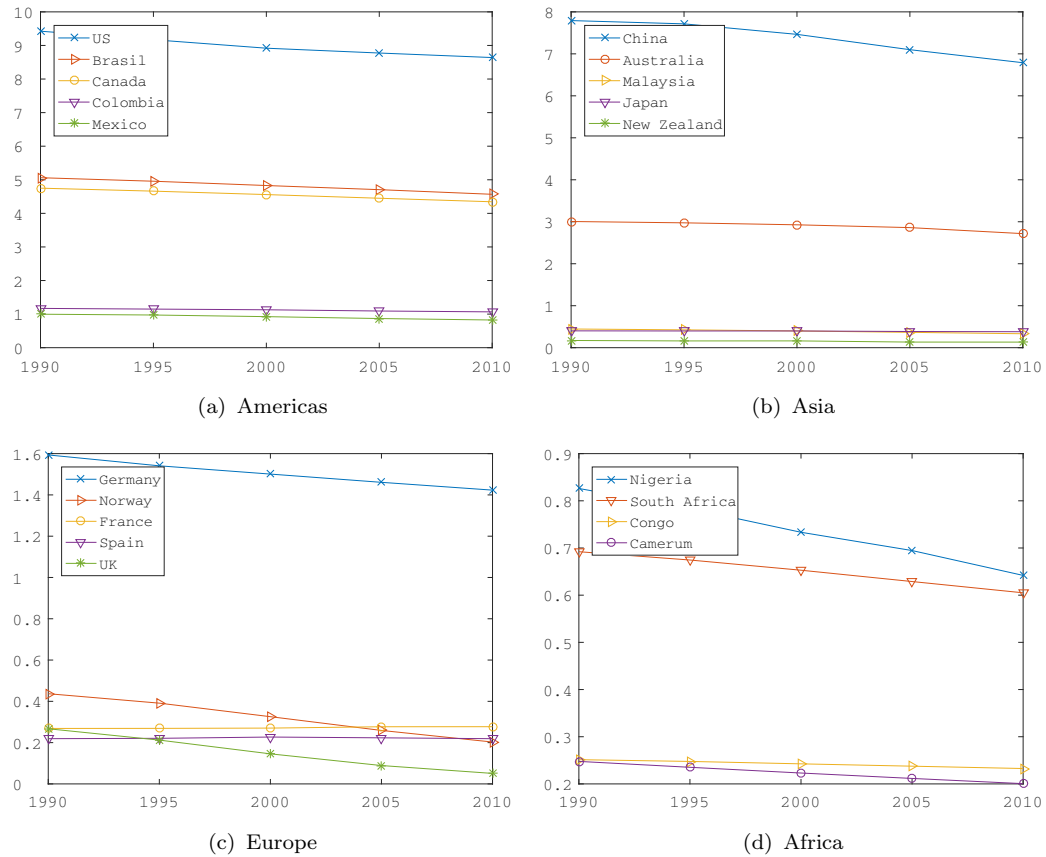 10
9
8
7
6
5
4
3
2
1
0
US
Brasil
Canada
Colombia
Mexico
1990 1995 2000 2005 2010
(a) Americas
8
7
6
5
4
3
2
1
0
China
Australia
Malaysia
Japan
New Zealand
1990 1995 2000 2005 2010
(b) Asia
1.6
1.4
1.2
1
0.8
0.6
0.4
0.2
0
Germany
Norway
France
Spain
UK
1990 1995 2000 2005 2010
(c) Europe
0.9
0.8
0.7
0.6
0.5
0.4
0.3
0.2
Nigeria
South Africa
Congo
Camerum
1990 1995 2000 2005 2010
(d) Africa